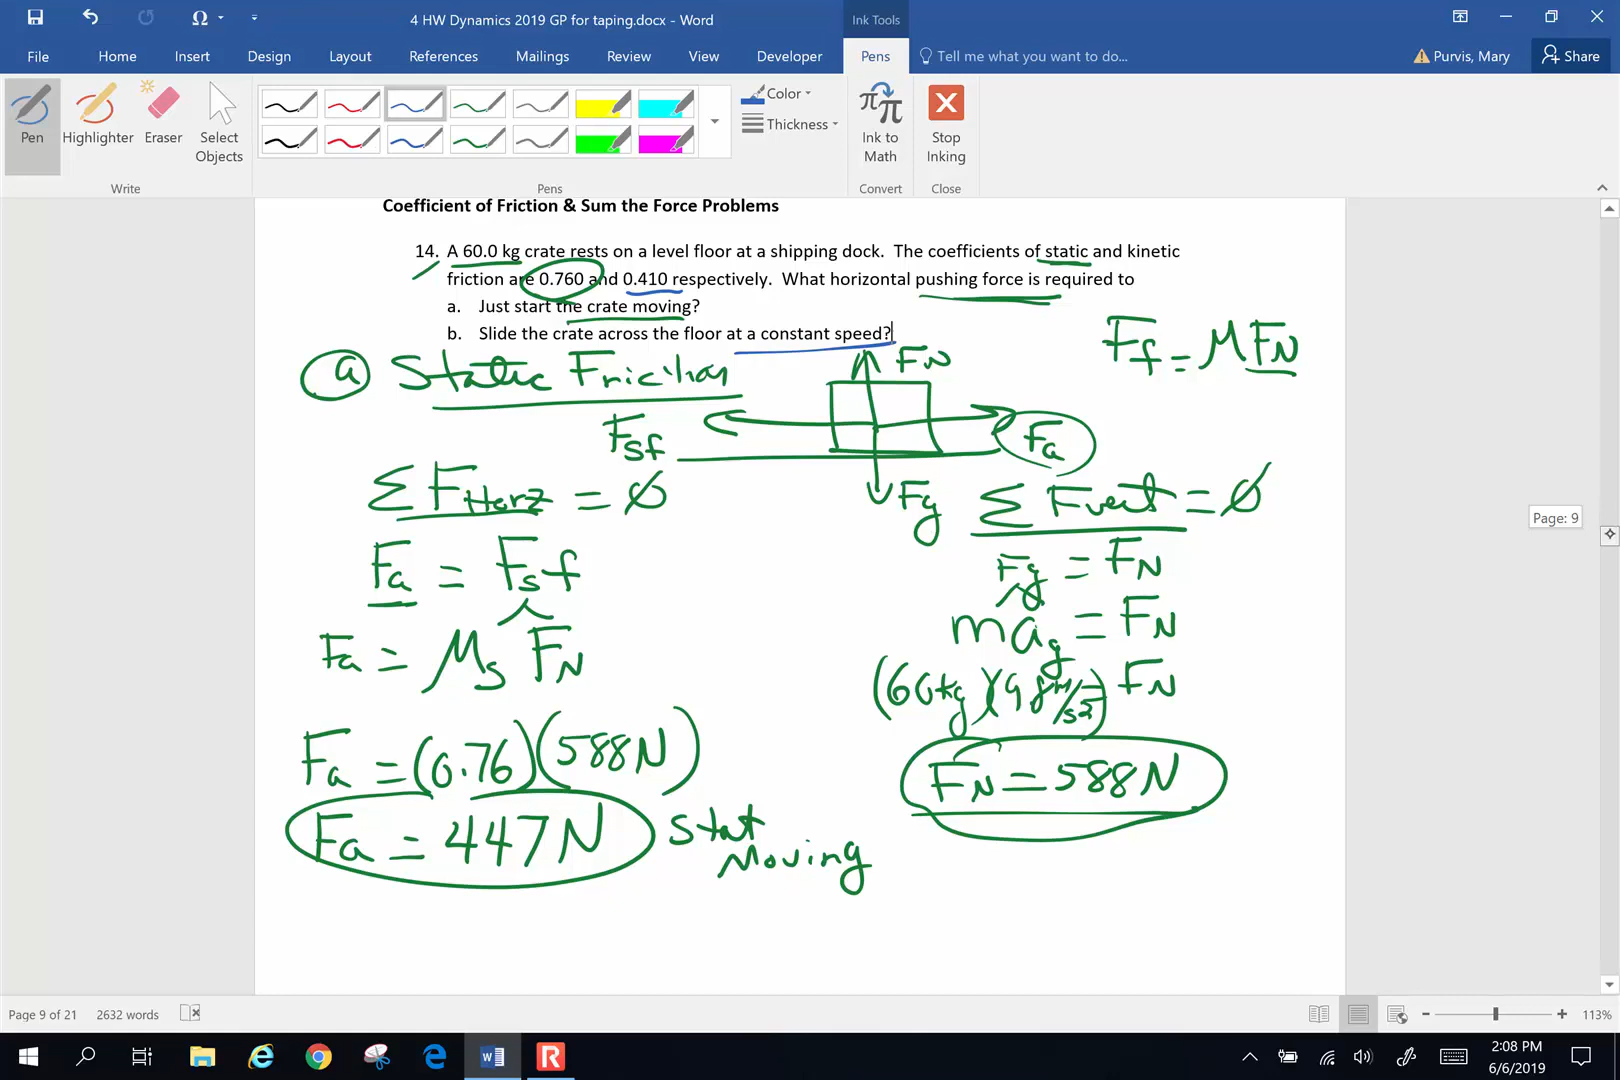 4 HW Dynamics 2019 GP for taping.docx - Word
Ink Tools
File Home Insert Design Layout References Mailings Review View Developer Pens Tell me what you want to do... Purvis, Mary Share
Pen Highlighter Eraser Select Objects
Color
Thickness
Ink to Math
Stop Inking
Write Pens Convert Close
Coefficient of Friction & Sum the Force Problems
14. A 60.0 kg crate rests on a level floor at a shipping dock. The coefficients of static and kinetic
friction are 0.760 and 0.410 respectively. What horizontal pushing force is required to
a. Just start the crate moving?
b. Slide the crate across the floor at a constant speed?
Ff = μFN
a Static Friction
FN
Fsf
Fa
Fg
ΣFHorz = Ø
ΣFvert = Ø
Fa = Fsf
Fg = FN
Fa = μs FN
mag = FN
(60kg)(9.8m/s²) FN
Fa = (0.76)(588N)
FN = 588N
Fa = 447N
Stat Moving
Page: 9
Page 9 of 21 2632 words
113%
2:08 PM
6/6/2019